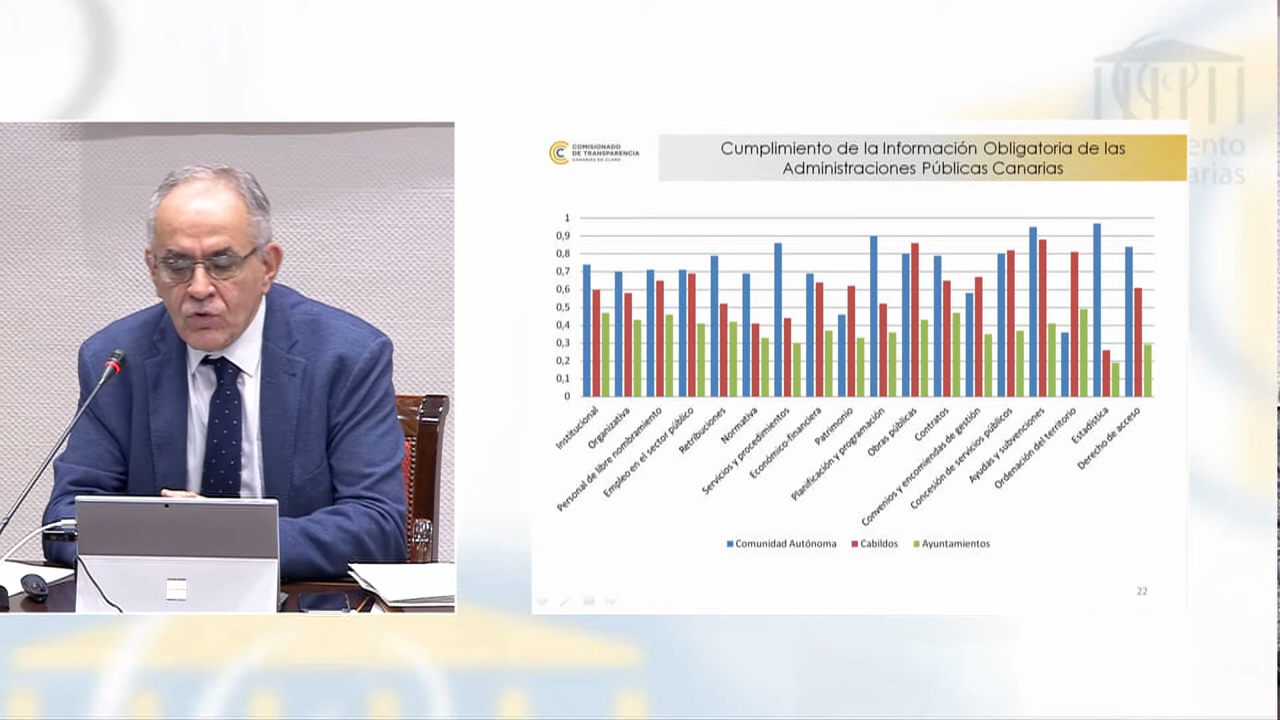 COMISIONADO
DE TRANSPARENCIA
CANARIAS EN CLARO
Cumplimiento de la Información Obligatoria de las
Administraciones Públicas Canarias
ento
arias
1
0,9
0,8
0,7
0,6
0,5
0,4
0,3
0,2
0,1
0
Institucional
Organizativa
Personal de libre nombramiento
Empleo en el sector público
Retribuciones
Normativa
Servicios y procedimientos
Económico-financiera
Patrimonio
Planificación y programación
Obras públicas
Contratos
Convenios y encomiendas de gestión
Concesión de servicios públicos
Ayudas y subvenciones
Ordenación del territorio
Estadística
Derecho de acceso
Comunidad Autónoma
Cabildos
Ayuntamientos
22